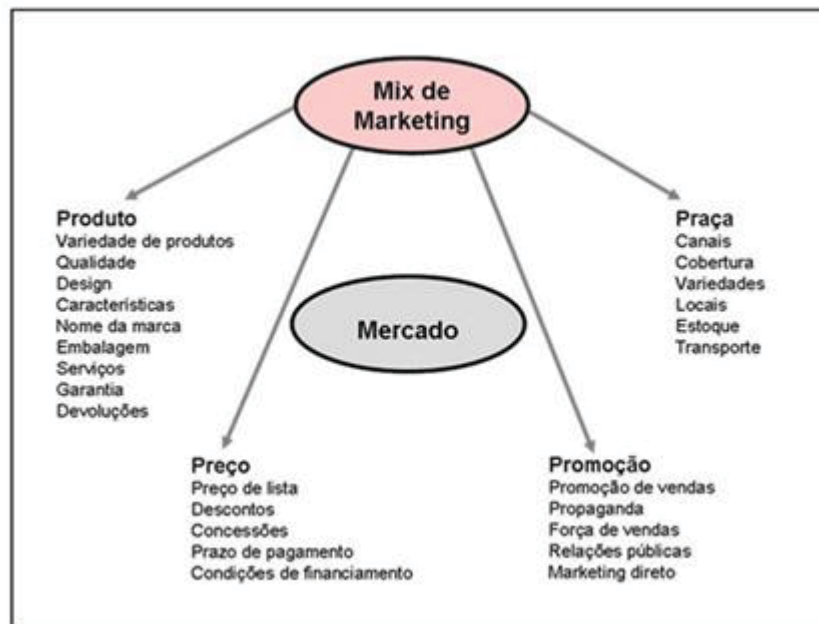 Mix de
Marketing
Produto
Variedade de produtos
Qualidade
Design
Características
Nome da marca
Embalagem
Serviços
Garantia
Devoluções
Praça
Canais
Cobertura
Variedades
Locais
Estoque
Transporte
Mercado
Preço
Preço de lista
Descontos
Concessões
Prazo de pagamento
Condições de financiamento
Promoção
Promoção de vendas
Propaganda
Força de vendas
Relações públicas
Marketing direto